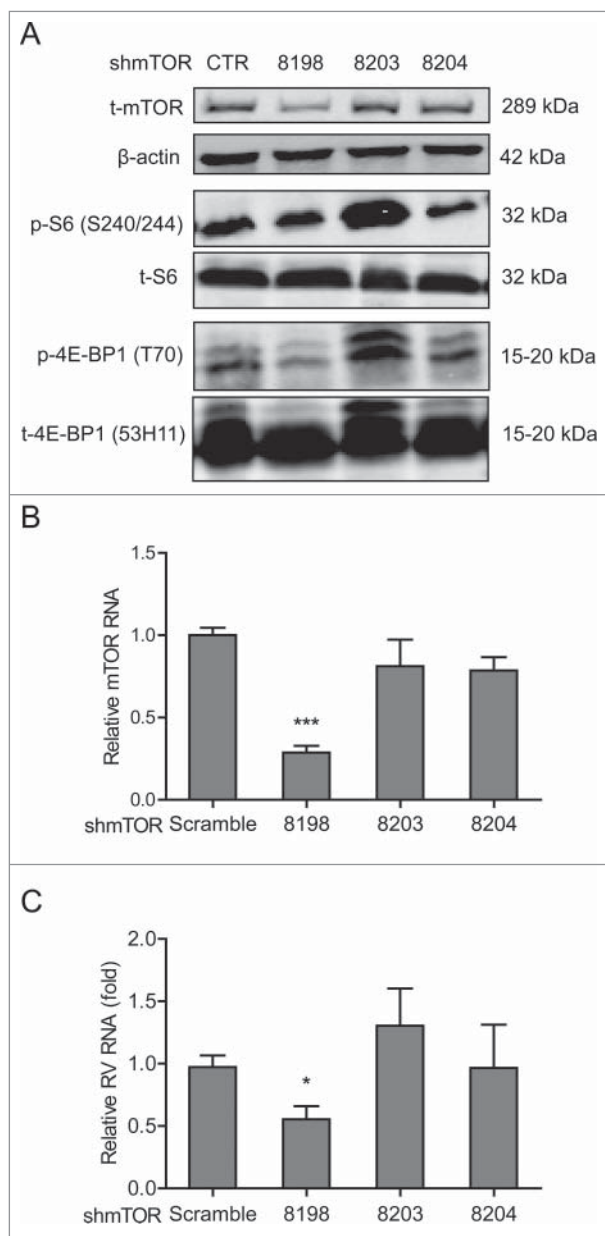 A
shmTOR CTR 8198 8203 8204
t-mTOR 289 kDa
β-actin 42 kDa
p-S6 (S240/244) 32 kDa
t-S6 32 kDa
p-4E-BP1 (T70) 15-20 kDa
t-4E-BP1 (53H11) 15-20 kDa
B
Relative mTOR RNA
1.5
1.0
0.5
0.0
***
shmTOR Scramble 8198 8203 8204
C
Relative RV RNA (fold)
2.0
1.5
1.0
0.5
0.0
*
shmTOR Scramble 8198 8203 8204